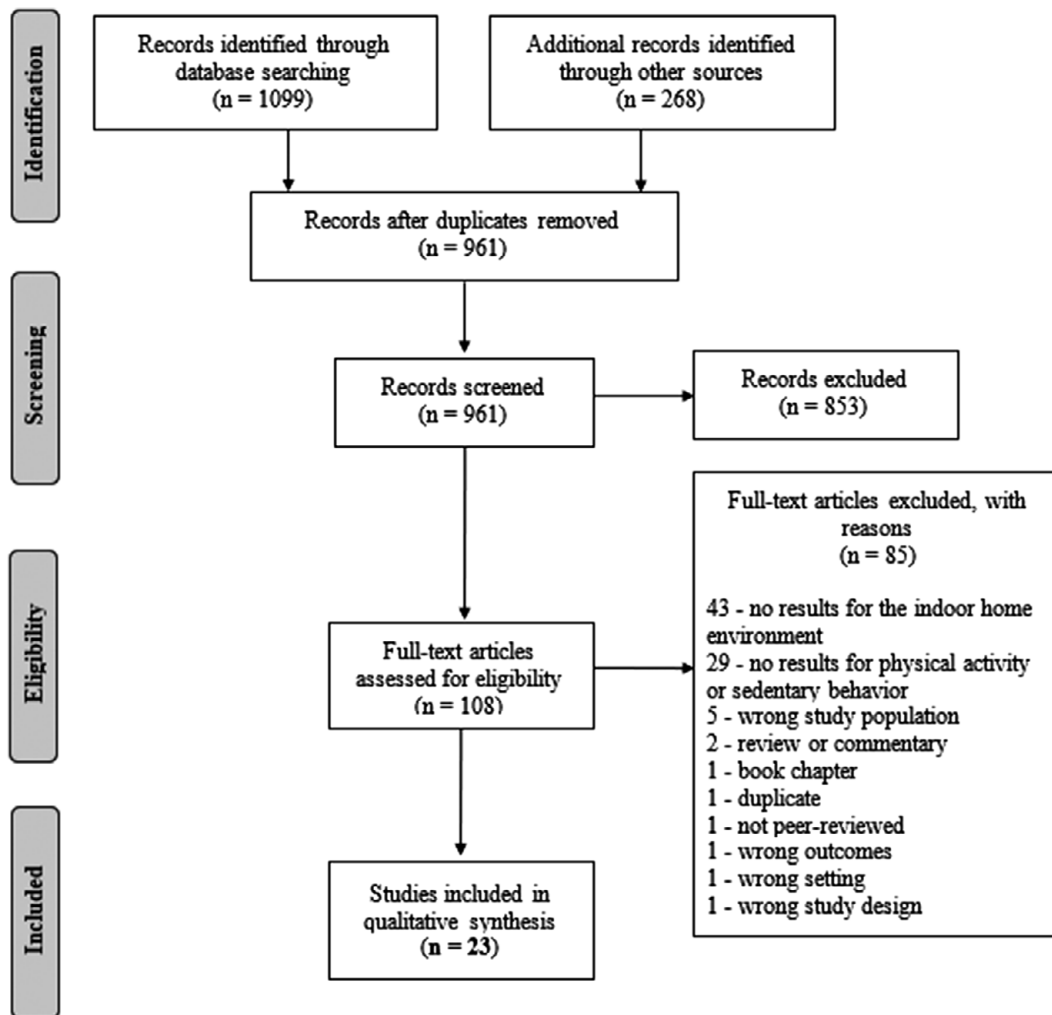 Identification
Records identified through
database searching
(n = 1099)
Additional records identified
through other sources
(n = 268)
Records after duplicates removed
(n = 961)
Screening
Records screened
(n = 961)
Records excluded
(n = 853)
Eligibility
Full-text articles
assessed for eligibility
(n = 108)
Full-text articles excluded, with
reasons
(n = 85)
43 - no results for the indoor home
environment
29 - no results for physical activity
or sedentary behavior
5 - wrong study population
2 - review or commentary
1 - book chapter
1 - duplicate
1 - not peer-reviewed
1 - wrong outcomes
1 - wrong setting
1 - wrong study design
Included
Studies included in
qualitative synthesis
(n = 23)